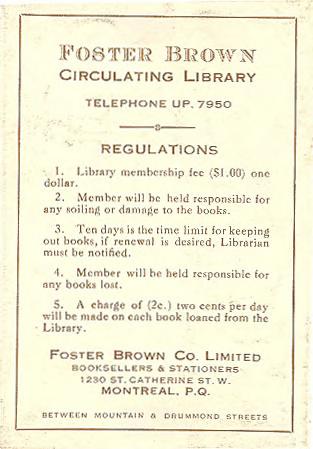 FOSTER BROWN
CIRCULATING LIBRARY
TELEPHONE UP. 7950
REGULATIONS
1. Library membership fee ($1.00) one
dollar.
2. Member will be held responsible for
any soiling or damage to the books.
3. Ten days is the time limit for keeping
out books, if renewal is desired, Librarian
must be notified.
4. Member will be held responsible for
any books lost.
5. A charge of (2c.) two cents per day
will be made on each book loaned from the
Library.
FOSTER BROWN CO. LIMITED
BOOKSELLERS & STATIONERS
1230 ST. CATHERINE ST. W.
MONTREAL, P.Q.
BETWEEN MOUNTAIN & DRUMMOND STREETS